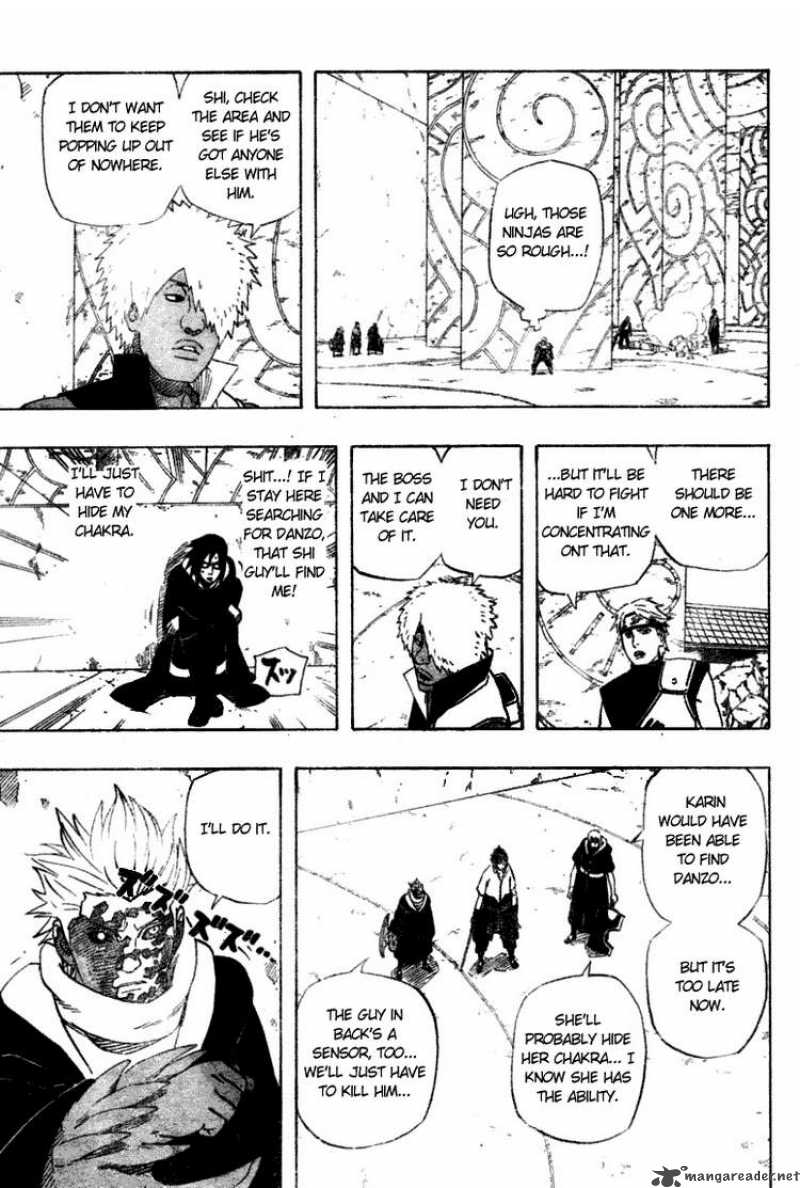 UGH, THOSE
NINJAS ARE
SO ROUGH...!
SHI, CHECK
THE AREA AND
SEE IF HE'S
GOT ANYONE
ELSE WITH
HIM.
I DON'T WANT
THEM TO KEEP
POPPING UP OUT
OF NOWHERE.
THERE
SHOULD BE
ONE MORE...
...BUT IT'LL BE
HARD TO FIGHT
IF I'M
CONCENTRATING
ONT THAT.
I DON'T
NEED
YOU.
THE BOSS
AND I CAN
TAKE CARE
OF IT.
SHIT...! IF I
STAY HERE
SEARCHING
FOR DANZO,
THAT SHI
GUY'LL FIND
ME!
I'LL JUST
HAVE TO
HIDE MY
CHAKRA.
ズッ
KARIN
WOULD HAVE
BEEN ABLE
TO FIND
DANZO...
BUT IT'S
TOO LATE
NOW.
SHE'LL
PROBABLY HIDE
HER CHAKRA... I
KNOW SHE HAS
THE ABILITY.
THE GUY IN
BACK'S A
SENSOR, TOO...
WE'LL JUST HAVE
TO KILL HIM...
I'LL DO IT.
ズズ
ズズ...
mangareader.net